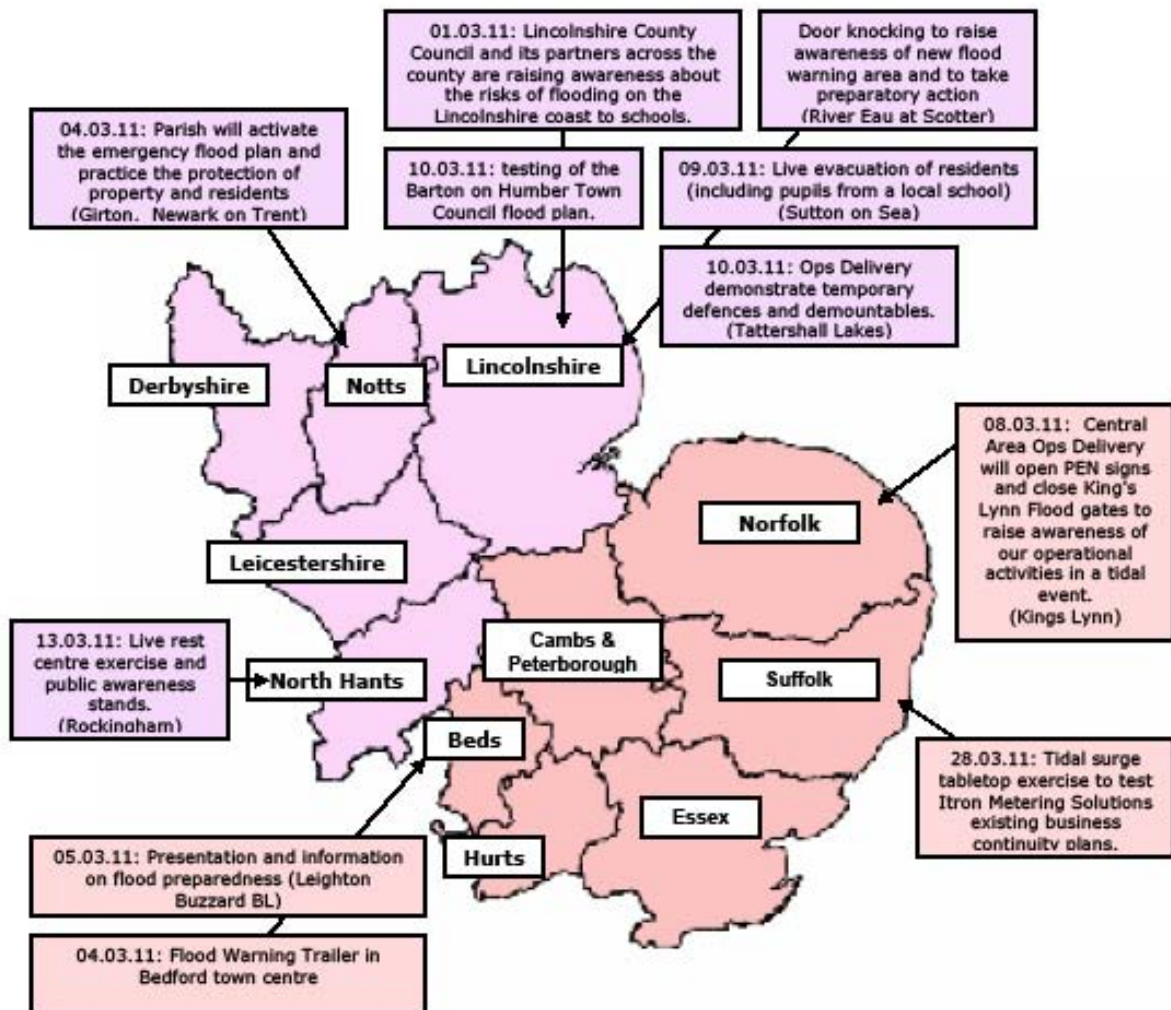 01.03.11: Lincolnshire County
Council and its partners across the
county are raising awareness about
the risks of flooding on the
Lincolnshire coast to schools.
Door knocking to raise
awareness of new flood
warning area and to take
preparatory action
(River Eau at Scotter)
04.03.11: Parish will activate
the emergency flood plan and
practice the protection of
property and residents
(Girton. Newark on Trent)
10.03.11: testing of the
Barton on Humber Town
Council flood plan.
09.03.11: Live evacuation of residents
(including pupils from a local school)
(Sutton on Sea)
10.03.11: Ops Delivery
demonstrate temporary
defences and demountables.
(Tattershall Lakes)
Derbyshire
Notts
Lincolnshire
08.03.11: Central
Area Ops Delivery
will open PEN signs
and close King's
Lynn Flood gates to
raise awareness of
our operational
activities in a tidal
event.
(Kings Lynn)
Norfolk
Leicestershire
13.03.11: Live rest
centre exercise and
public awareness
stands.
(Rockingham)
North Hants
Cambs &
Peterborough
Suffolk
Beds
28.03.11: Tidal surge
tabletop exercise to test
Itron Metering Solutions
existing business
continuity plans.
Essex
Hurts
05.03.11: Presentation and information
on flood preparedness (Leighton
Buzzard BL)
04.03.11: Flood Warning Trailer in
Bedford town centre